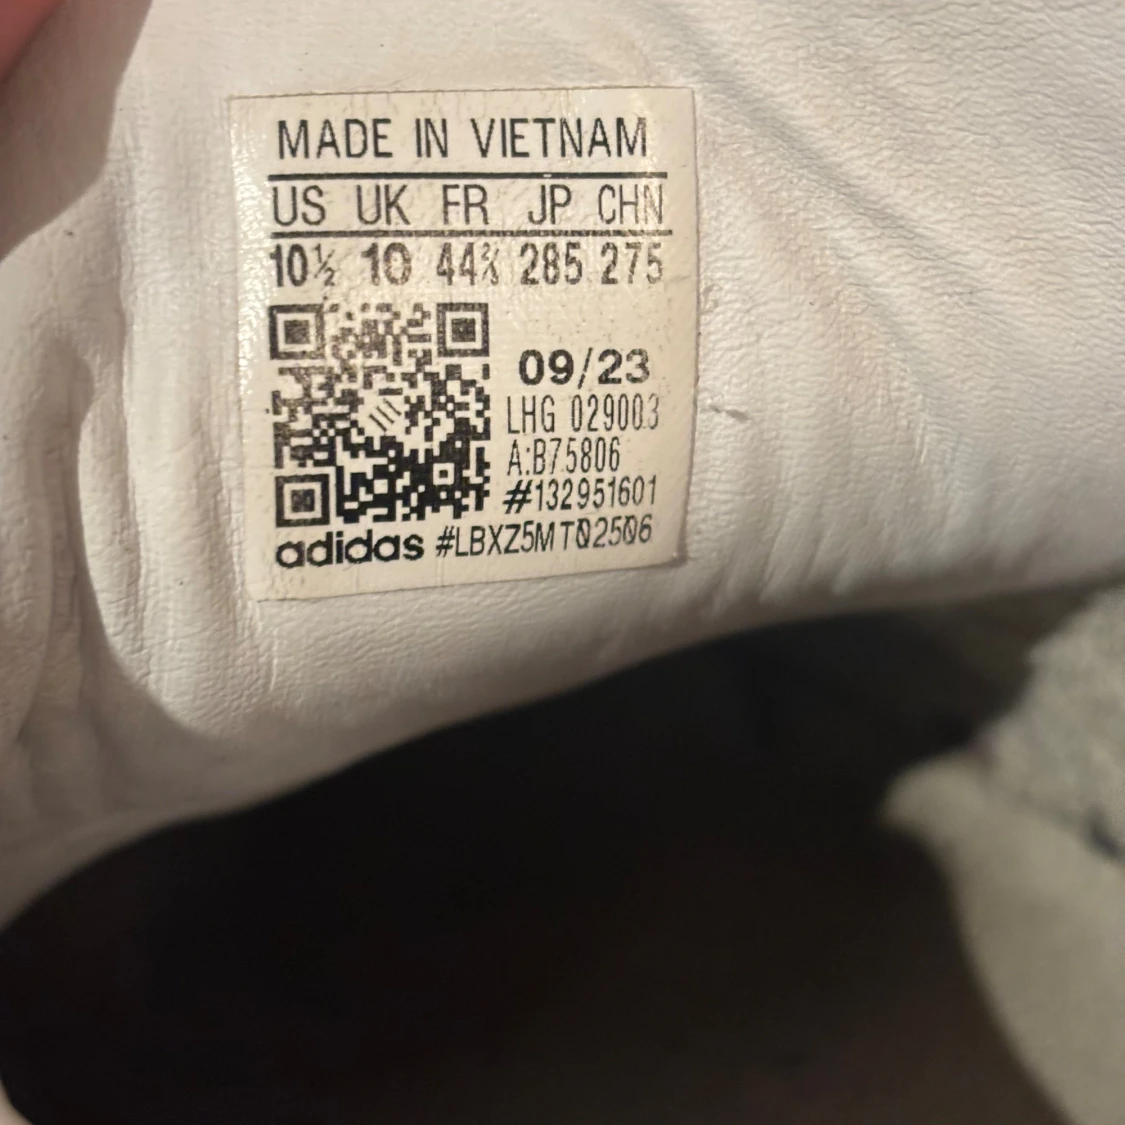 MADE IN VIETNAM
US UK FR JP CHN
10½ 10 44⅔ 285 275
09/23
LHG 029003
A:B75806
#132951601
adidas #LBXZ5MT02506